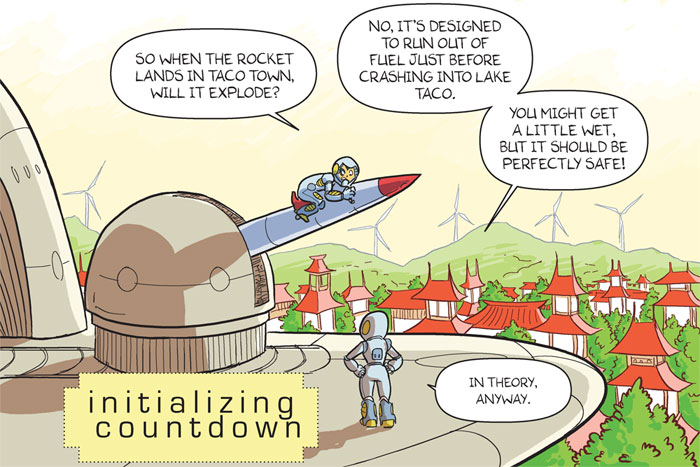 SO WHEN THE ROCKET
LANDS IN TACO TOWN,
WILL IT EXPLODE?
NO, IT'S DESIGNED
TO RUN OUT OF
FUEL JUST BEFORE
CRASHING INTO LAKE
TACO.
YOU MIGHT GET
A LITTLE WET,
BUT IT SHOULD BE
PERFECTLY SAFE!
IN THEORY,
ANYWAY.
initializing
countdown